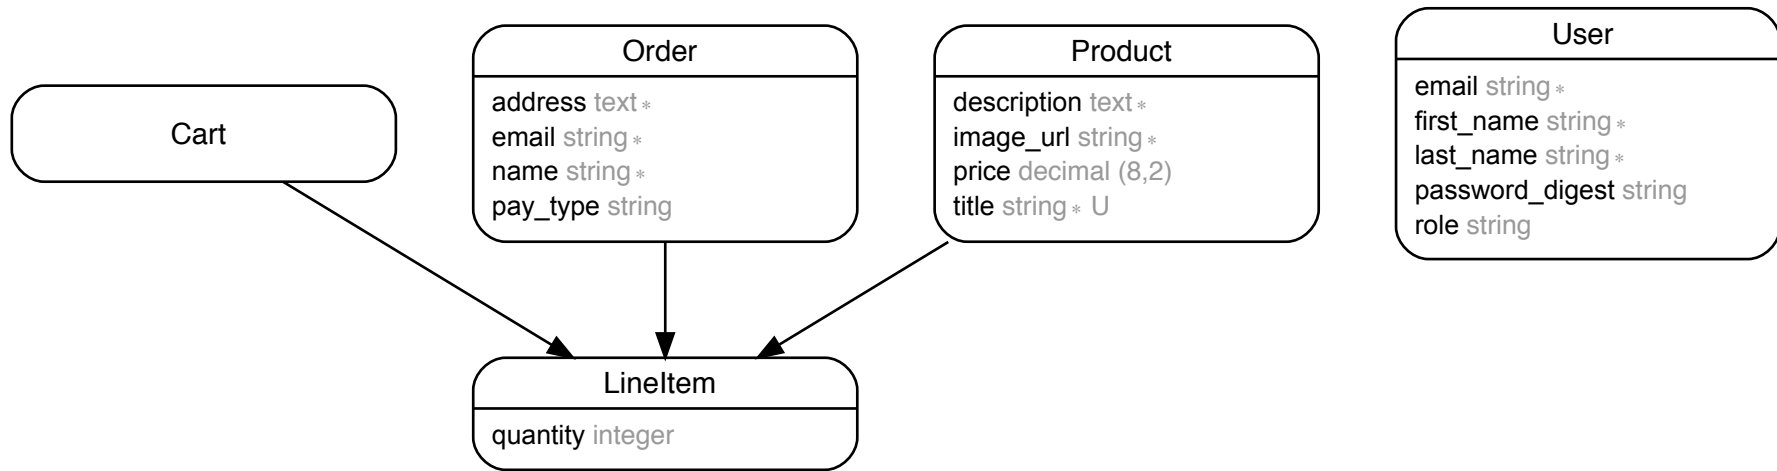 Cart
Order
address text *
email string *
name string *
pay_type string
Product
description text *
image_url string *
price decimal (8,2)
title string * U
User
email string *
first_name string *
last_name string *
password_digest string
role string
LineItem
quantity integer